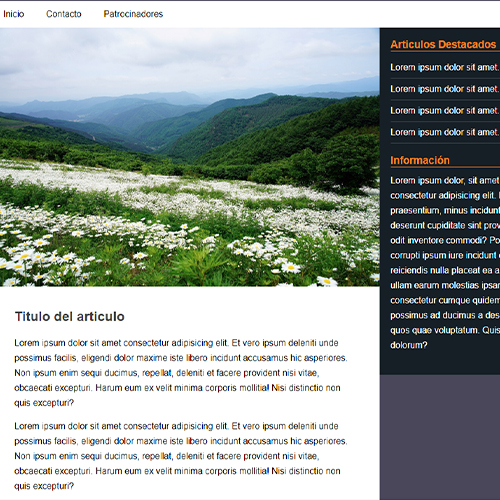 Inicio Contacto Patrocinadores
Titulo del articulo
Lorem ipsum dolor sit amet consectetur adipisicing elit. Et vero ipsum deleniti unde
possimus facilis, eligendi dolor maxime iste libero incidunt accusamus hic asperiores.
Non ipsum enim sequi ducimus, repellat, deleniti et facere provident nisi vitae,
obcaecati excepturi. Harum eum ex velit minima corporis mollitia! Nisi distinctio non
quis excepturi?
Lorem ipsum dolor sit amet consectetur adipisicing elit. Et vero ipsum deleniti unde
possimus facilis, eligendi dolor maxime iste libero incidunt accusamus hic asperiores.
Non ipsum enim sequi ducimus, repellat, deleniti et facere provident nisi vitae,
obcaecati excepturi. Harum eum ex velit minima corporis mollitia! Nisi distinctio non
quis excepturi?
Articulos Destacados
Lorem ipsum dolor sit amet.
Lorem ipsum dolor sit amet.
Lorem ipsum dolor sit amet.
Lorem ipsum dolor sit amet.
Información
Lorem ipsum dolor, sit amet
consectetur adipisicing elit.
praesentium, minus incidunt
deserunt cupiditate sint
odit inventore commodi?
corrupti ipsum iure incidunt
reiciendis nulla placeat ea a
ullam earum molestias
consectetur cumque
possimus ad ducimus a
quos quae voluptatum.
dolorum?